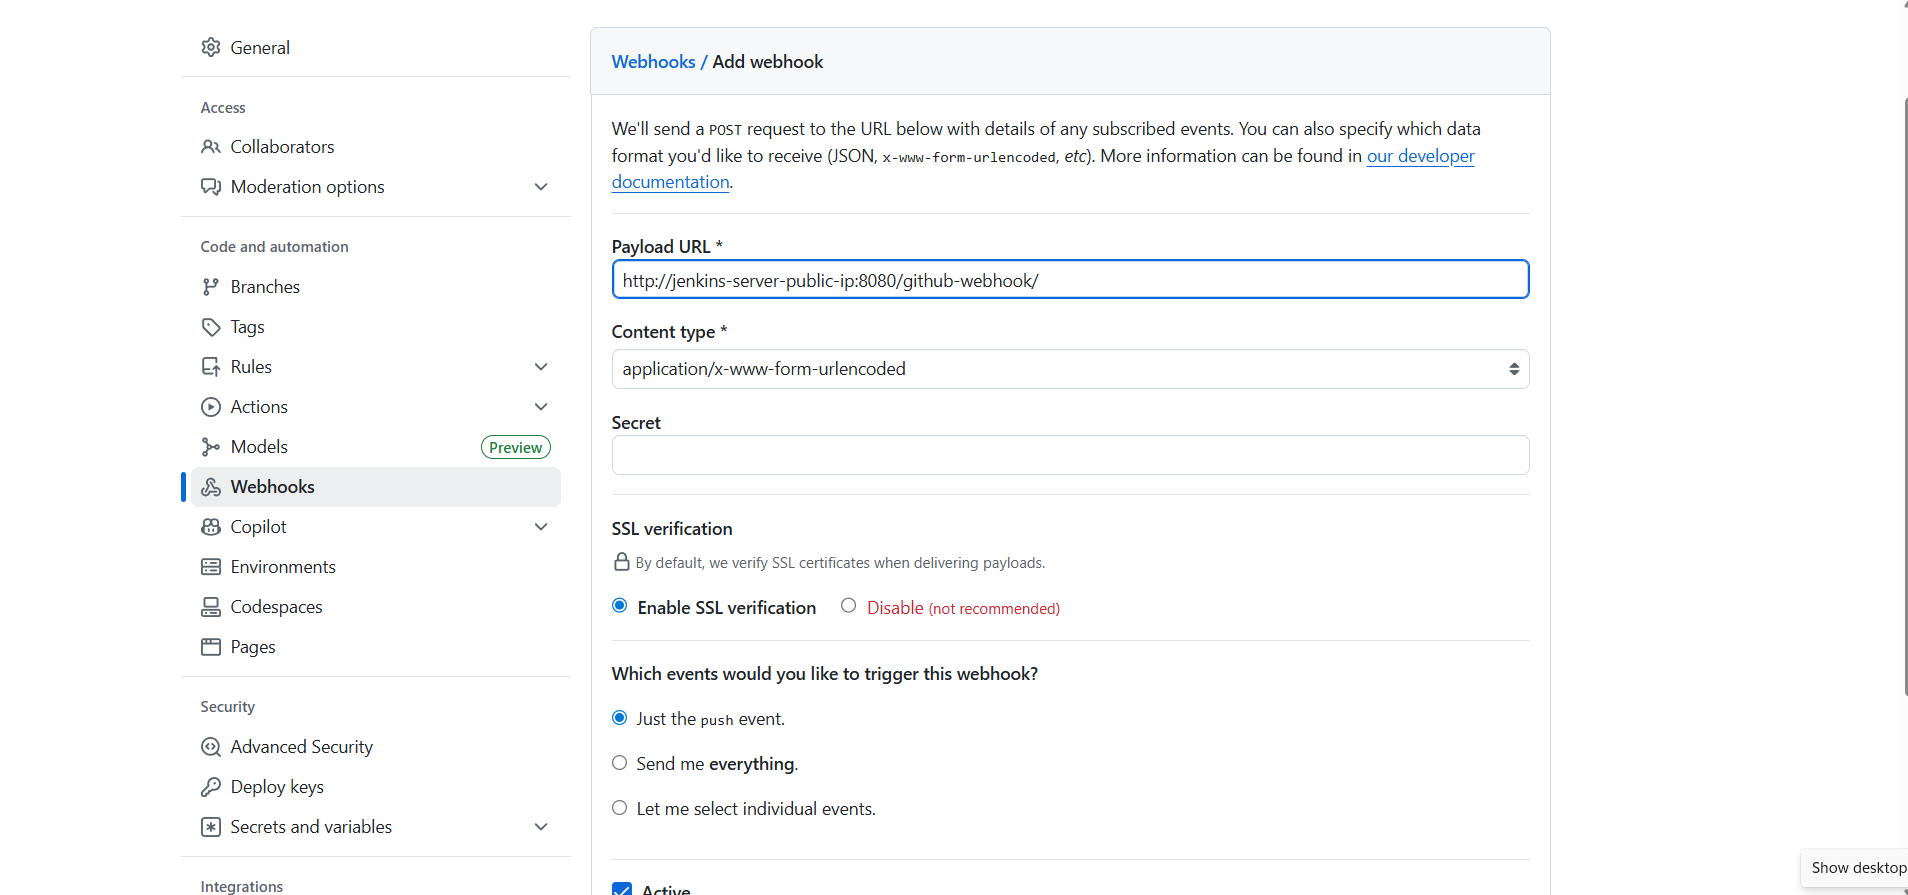 General
Access
Collaborators
Moderation options
Code and automation
Branches
Tags
Rules
Actions
Models Preview
Webhooks
Copilot
Environments
Codespaces
Pages
Security
Advanced Security
Deploy keys
Secrets and variables
Integrations
Webhooks / Add webhook
We'll send a POST request to the URL below with details of any subscribed events. You can also specify which data
format you'd like to receive (JSON, x-www-form-urlencoded, etc). More information can be found in our developer
documentation.
Payload URL *
http://jenkins-server-public-ip:8080/github-webhook/
Content type *
application/x-www-form-urlencoded
Secret
SSL verification
By default, we verify SSL certificates when delivering payloads.
Enable SSL verification Disable (not recommended)
Which events would you like to trigger this webhook?
Just the push event.
Send me everything.
Let me select individual events.
Active
Show desktop